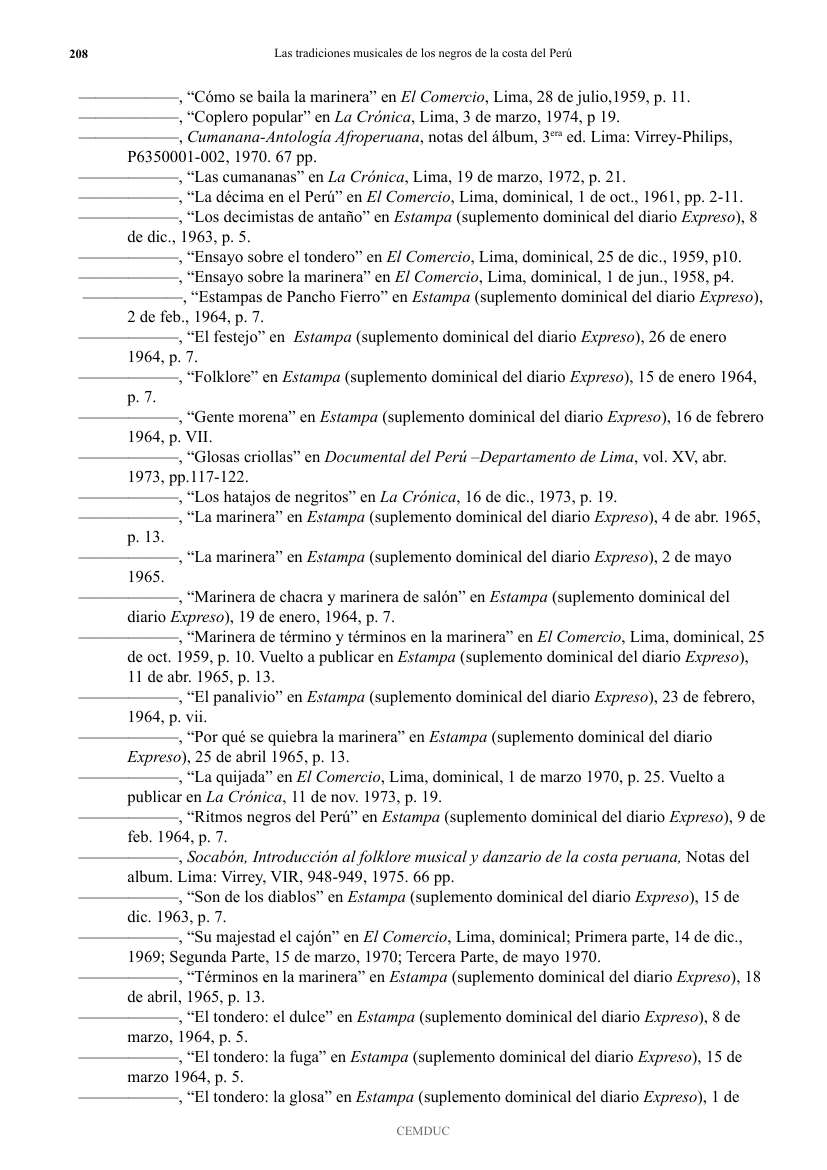 208
Las tradiciones musicales de los negros de la costa del Perú
——————, “Cómo se baila la marinera” en El Comercio, Lima, 28 de julio,1959, p. 11.
——————, “Coplero popular” en La Crónica, Lima, 3 de marzo, 1974, p 19.
——————, Cumanana-Antología Afroperuana, notas del álbum, 3era ed. Lima: Virrey-Philips,
P6350001-002, 1970. 67 pp.
——————, “Las cumananas” en La Crónica, Lima, 19 de marzo, 1972, p. 21.
——————, “La décima en el Perú” en El Comercio, Lima, dominical, 1 de oct., 1961, pp. 2-11.
——————, “Los decimistas de antaño” en Estampa (suplemento dominical del diario Expreso), 8
de dic., 1963, p. 5.
——————, “Ensayo sobre el tondero” en El Comercio, Lima, dominical, 25 de dic., 1959, p10.
——————, “Ensayo sobre la marinera” en El Comercio, Lima, dominical, 1 de jun., 1958, p4.
——————, “Estampas de Pancho Fierro” en Estampa (suplemento dominical del diario Expreso),
2 de feb., 1964, p. 7.
——————, “El festejo” en Estampa (suplemento dominical del diario Expreso), 26 de enero
1964, p. 7.
——————, “Folklore” en Estampa (suplemento dominical del diario Expreso), 15 de enero 1964,
p. 7.
——————, “Gente morena” en Estampa (suplemento dominical del diario Expreso), 16 de febrero
1964, p. VII.
——————, “Glosas criollas” en Documental del Perú –Departamento de Lima, vol. XV, abr.
1973, pp.117-122.
——————, “Los hatajos de negritos” en La Crónica, 16 de dic., 1973, p. 19.
——————, “La marinera” en Estampa (suplemento dominical del diario Expreso), 4 de abr. 1965,
p. 13.
——————, “La marinera” en Estampa (suplemento dominical del diario Expreso), 2 de mayo
1965.
——————, “Marinera de chacra y marinera de salón” en Estampa (suplemento dominical del
diario Expreso), 19 de enero, 1964, p. 7.
——————, “Marinera de término y términos en la marinera” en El Comercio, Lima, dominical, 25
de oct. 1959, p. 10. Vuelto a publicar en Estampa (suplemento dominical del diario Expreso),
11 de abr. 1965, p. 13.
——————, “El panalivio” en Estampa (suplemento dominical del diario Expreso), 23 de febrero,
1964, p. vii.
——————, “Por qué se quiebra la marinera” en Estampa (suplemento dominical del diario
Expreso), 25 de abril 1965, p. 13.
——————, “La quijada” en El Comercio, Lima, dominical, 1 de marzo 1970, p. 25. Vuelto a
publicar en La Crónica, 11 de nov. 1973, p. 19.
——————, “Ritmos negros del Perú” en Estampa (suplemento dominical del diario Expreso), 9 de
feb. 1964, p. 7.
——————, Socabón, Introducción al folklore musical y danzario de la costa peruana, Notas del
album. Lima: Virrey, VIR, 948-949, 1975. 66 pp.
——————, “Son de los diablos” en Estampa (suplemento dominical del diario Expreso), 15 de
dic. 1963, p. 7.
——————, “Su majestad el cajón” en El Comercio, Lima, dominical; Primera parte, 14 de dic.,
1969; Segunda Parte, 15 de marzo, 1970; Tercera Parte, de mayo 1970.
——————, “Términos en la marinera” en Estampa (suplemento dominical del diario Expreso), 18
de abril, 1965, p. 13.
——————, “El tondero: el dulce” en Estampa (suplemento dominical del diario Expreso), 8 de
marzo, 1964, p. 5.
——————, “El tondero: la fuga” en Estampa (suplemento dominical del diario Expreso), 15 de
marzo 1964, p. 5.
——————, “El tondero: la glosa” en Estampa (suplemento dominical del diario Expreso), 1 de
CEMDUC